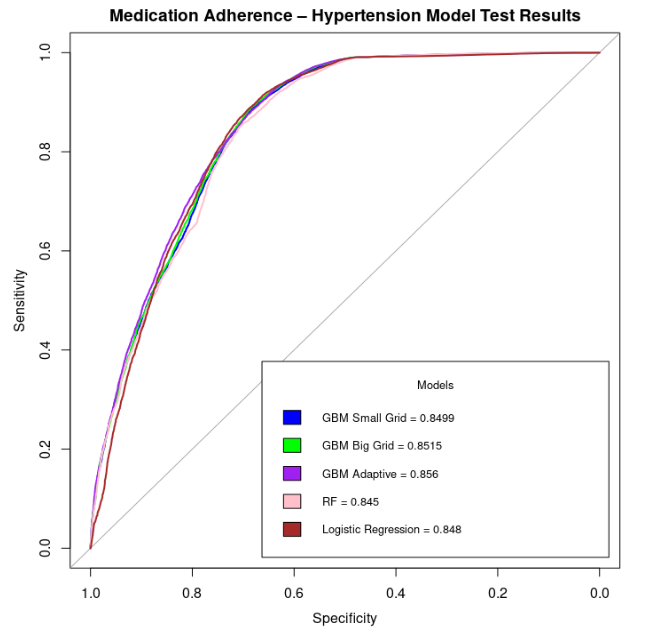 Medication Adherence – Hypertension Model Test Results
1.0
0.8
0.6
0.4
0.2
0.0
Sensitivity
Models
GBM Small Grid = 0.8499
GBM Big Grid = 0.8515
GBM Adaptive = 0.856
RF = 0.845
Logistic Regression = 0.848
1.0 0.8 0.6 0.4 0.2 0.0
Specificity